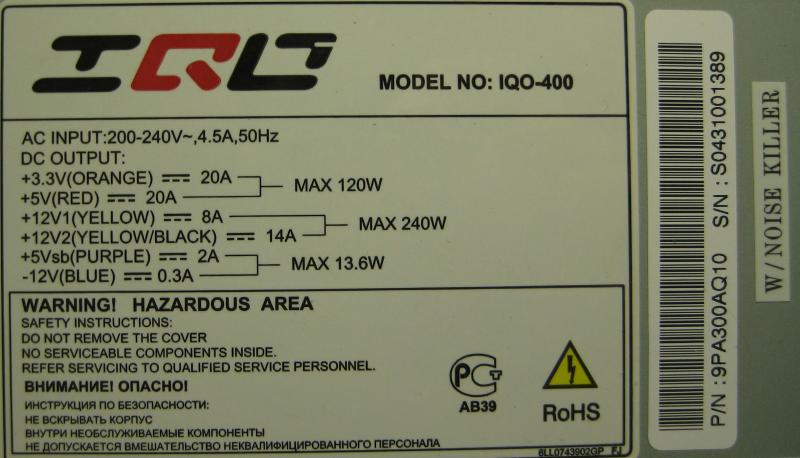 IQO
MODEL NO: IQO-400
AC INPUT:200-240V~,4.5A,50Hz
DC OUTPUT:
+3.3V(ORANGE) 20A
+5V(RED) 20A
MAX 120W
+12V1(YELLOW) 8A
+12V2(YELLOW/BLACK) 14A
MAX 240W
+5Vsb(PURPLE) 2A
-12V(BLUE) 0.3A
MAX 13.6W
WARNING! HAZARDOUS AREA
SAFETY INSTRUCTIONS:
DO NOT REMOVE THE COVER
NO SERVICEABLE COMPONENTS INSIDE.
REFER SERVICING TO QUALIFIED SERVICE PERSONNEL.
ВНИМАНИЕ! ОПАСНО!
ИНСТРУКЦИЯ ПО БЕЗОПАСНОСТИ:
НЕ ВСКРЫВАТЬ КОРПУС
ВНУТРИ НЕОБСЛУЖИВАЕМЫЕ КОМПОНЕНТЫ
НЕ ДОПУСКАЕТСЯ ВМЕШАТЕЛЬСТВО НЕКВАЛИФИЦИРОВАННОГО ПЕРСОНАЛА
РСТ
АВ39
RoHS
6LL0743902GP FJ
P/N : 9PA300AQ10 S/N : S0431001389
W/NOISE KILLER